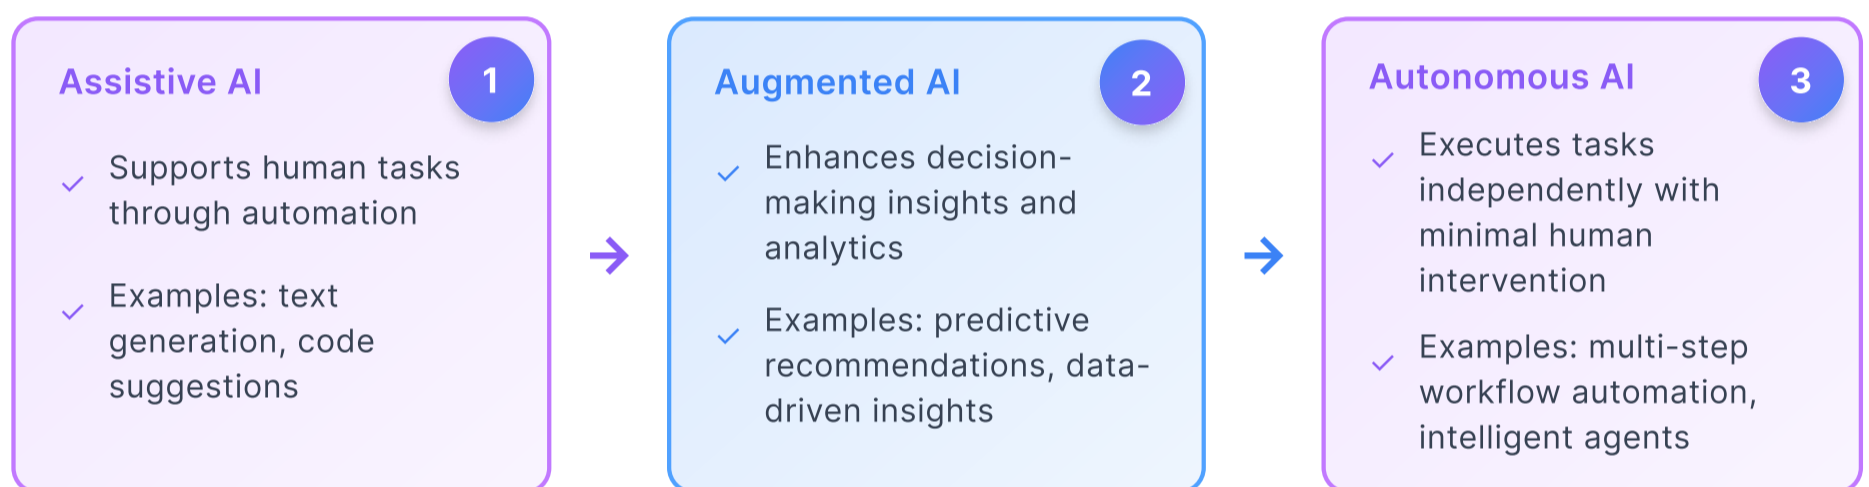 Assistive AI
1
Supports human tasks
through automation
Examples: text
generation, code
suggestions
Augmented AI
2
Enhances decision-
making insights and
analytics
Examples: predictive
recommendations, data-
driven insights
Autonomous AI
3
Executes tasks
independently with
minimal human
intervention
Examples: multi-step
workflow automation,
intelligent agents